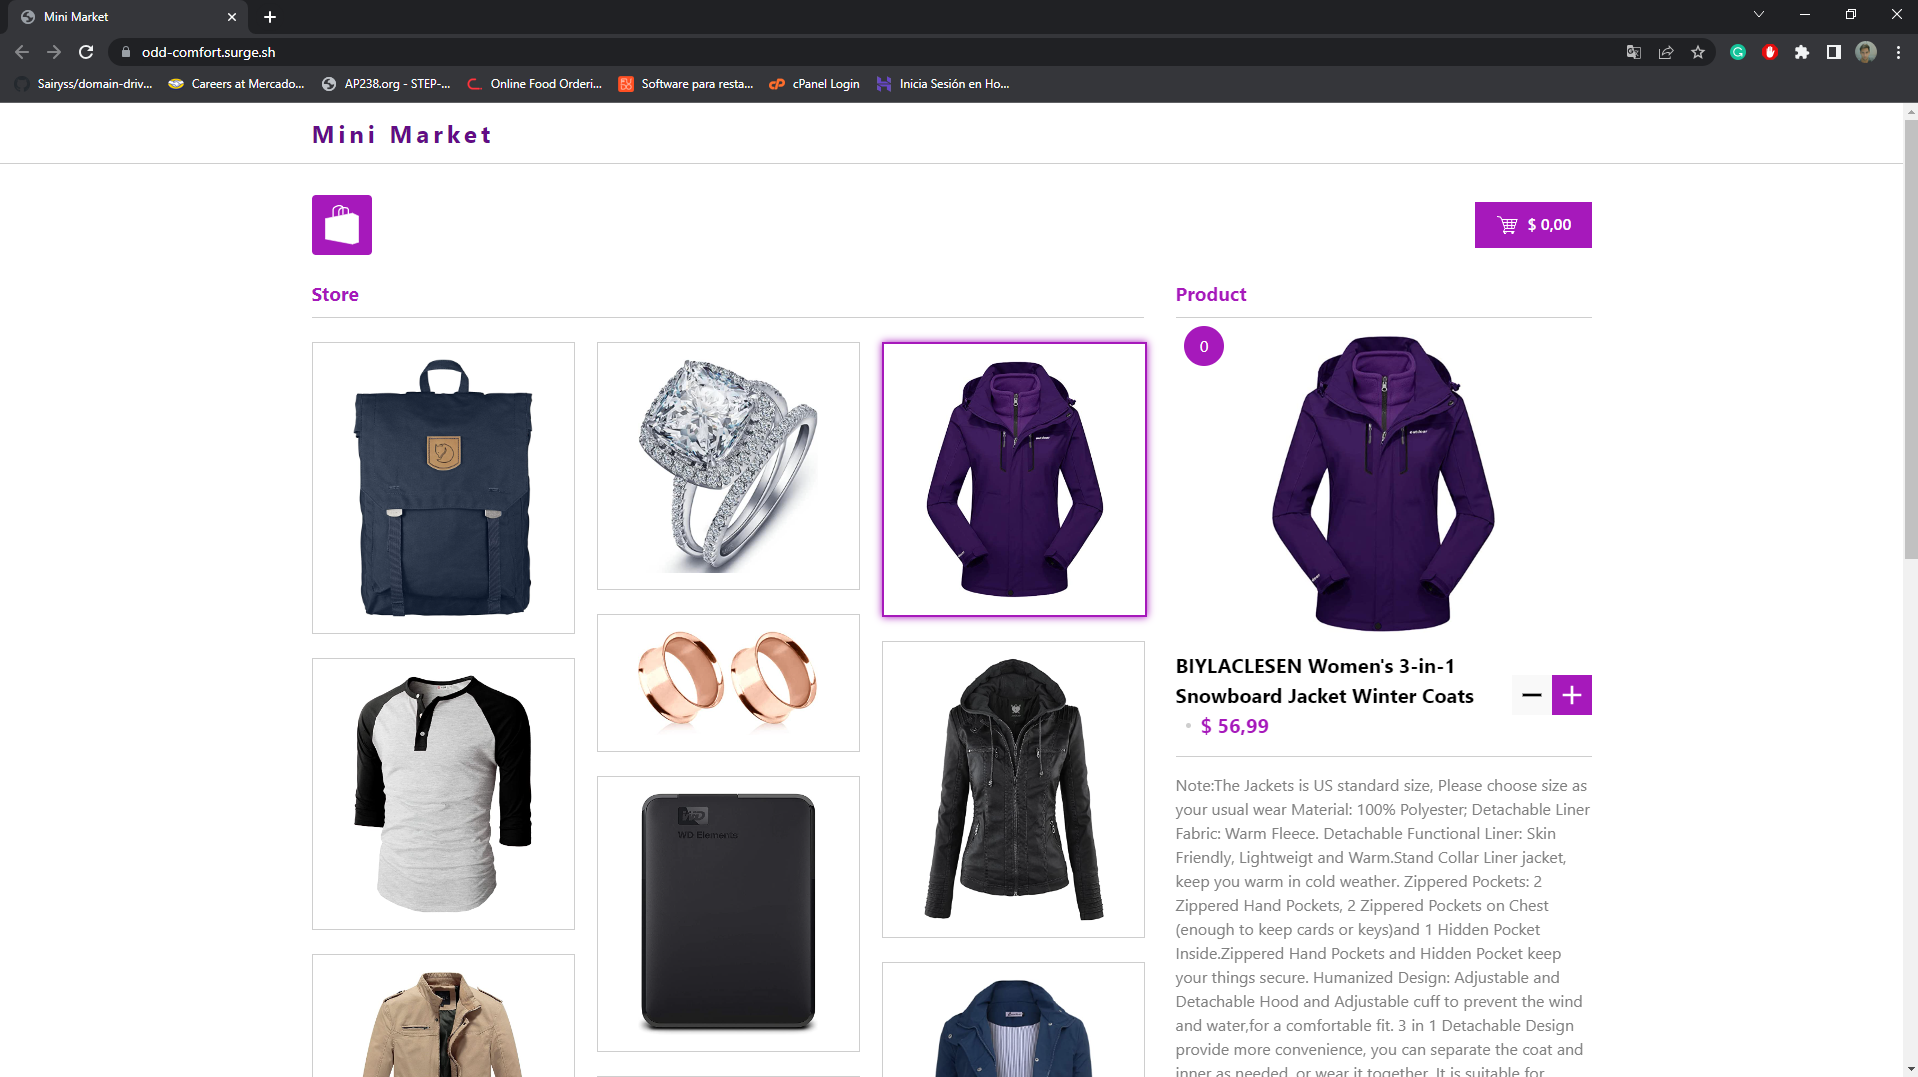 Mini Market
odd-comfort.surge.sh
Sairyss/domain-driv...
Careers at Mercado...
AP238.org - STEP-...
Online Food Orderi...
Software para resta...
cPanel Login
Inicia Sesión en Ho...
Mini Market
$ 0,00
Store
Product
0
outdoor
WD
WD Elements
BIYLACLESEN Women's 3-in-1
Snowboard Jacket Winter Coats
$ 56,99
Note:The Jackets is US standard size, Please choose size as
your usual wear Material: 100% Polyester; Detachable Liner
Fabric: Warm Fleece. Detachable Functional Liner: Skin
Friendly, Lightweigt and Warm.Stand Collar Liner jacket,
keep you warm in cold weather. Zippered Pockets: 2
Zippered Hand Pockets, 2 Zippered Pockets on Chest
(enough to keep cards or keys)and 1 Hidden Pocket
Inside.Zippered Hand Pockets and Hidden Pocket keep
your things secure. Humanized Design: Adjustable and
Detachable Hood and Adjustable cuff to prevent the wind
and water,for a comfortable fit. 3 in 1 Detachable Design
provide more convenience, you can separate the coat and
inner as needed, or wear it together. It is suitable for